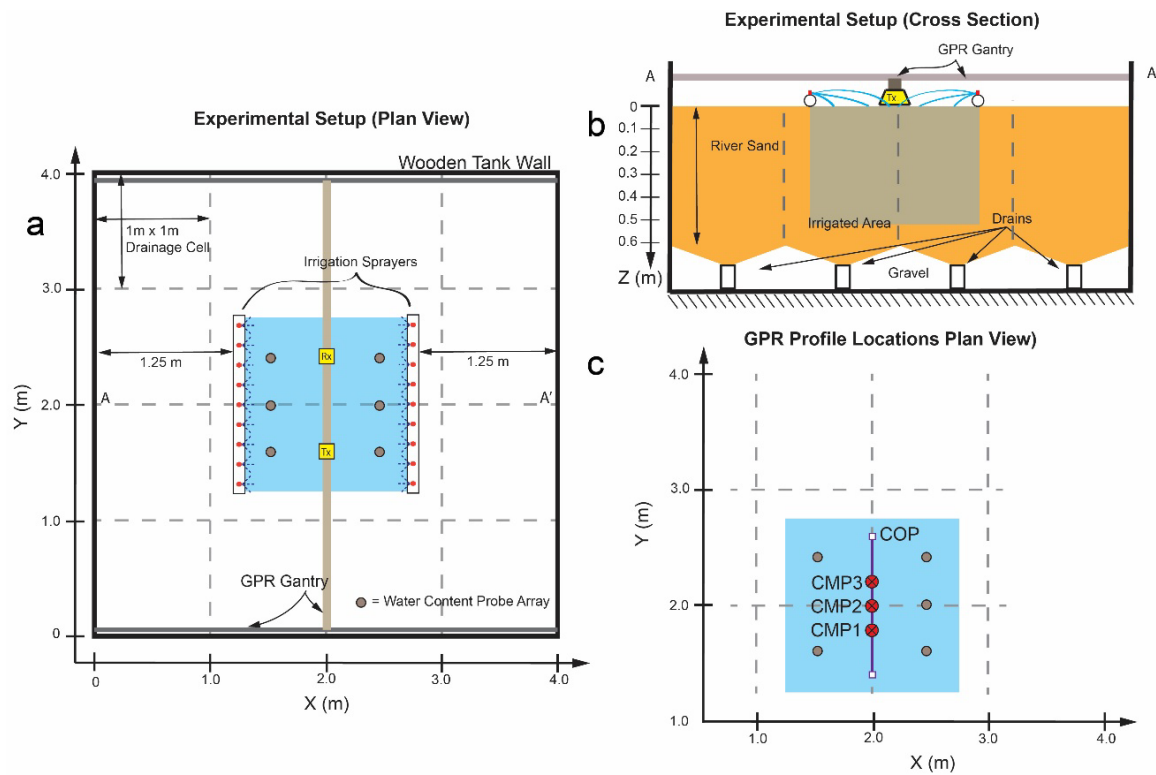 Experimental Setup (Plan View)
Wooden Tank Wall
a
4.0
3.0
2.0
1.0
0
Y (m)
1m x 1m
Drainage Cell
Irrigation Sprayers
1.25 m
1.25 m
Rx
A
A'
Tx
GPR Gantry
= Water Content Probe Array
0
1.0
2.0
3.0
4.0
X (m)
Experimental Setup (Cross Section)
GPR Gantry
A
A
Tx
b
0
0.1
0.2
0.3
0.4
0.5
0.6
Z (m)
River Sand
Irrigated Area
Drains
Gravel
GPR Profile Locations Plan View)
c
4.0
3.0
2.0
1.0
Y (m)
COP
CMP3
CMP2
CMP1
1.0
2.0
3.0
4.0
X (m)